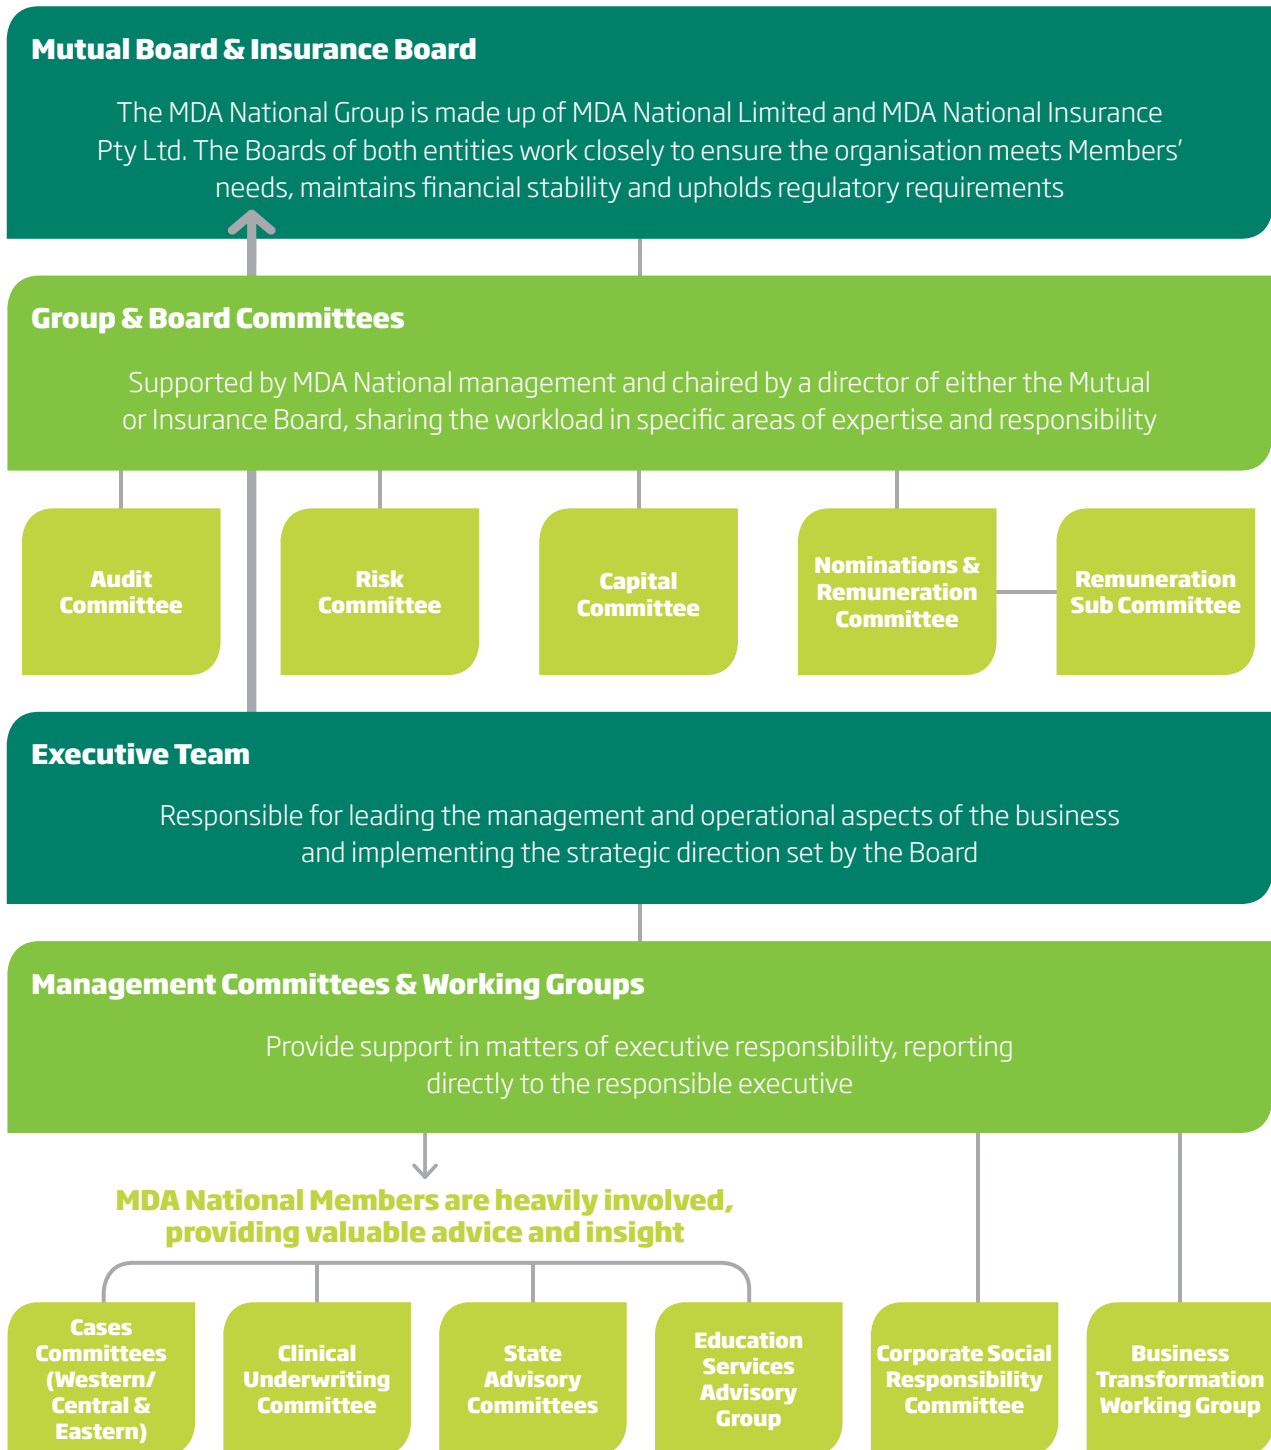 Mutual Board & Insurance Board
The MDA National Group is made up of MDA National Limited and MDA National Insurance
Pty Ltd. The Boards of both entities work closely to ensure the organisation meets Members’
needs, maintains financial stability and upholds regulatory requirements
Group & Board Committees
Supported by MDA National management and chaired by a director of either the Mutual
or Insurance Board, sharing the workload in specific areas of expertise and responsibility
Audit
Committee
Risk
Committee
Capital
Committee
Nominations &
Remuneration
Committee
Remuneration
Sub Committee
Executive Team
Responsible for leading the management and operational aspects of the business
and implementing the strategic direction set by the Board
Management Committees & Working Groups
Provide support in matters of executive responsibility, reporting
directly to the responsible executive
MDA National Members are heavily involved,
providing valuable advice and insight
Cases
Committees
(Western/
Central &
Eastern)
Clinical
Underwriting
Committee
State
Advisory
Committees
Education
Services
Advisory
Group
Corporate Social
Responsibility
Committee
Business
Transformation
Working Group